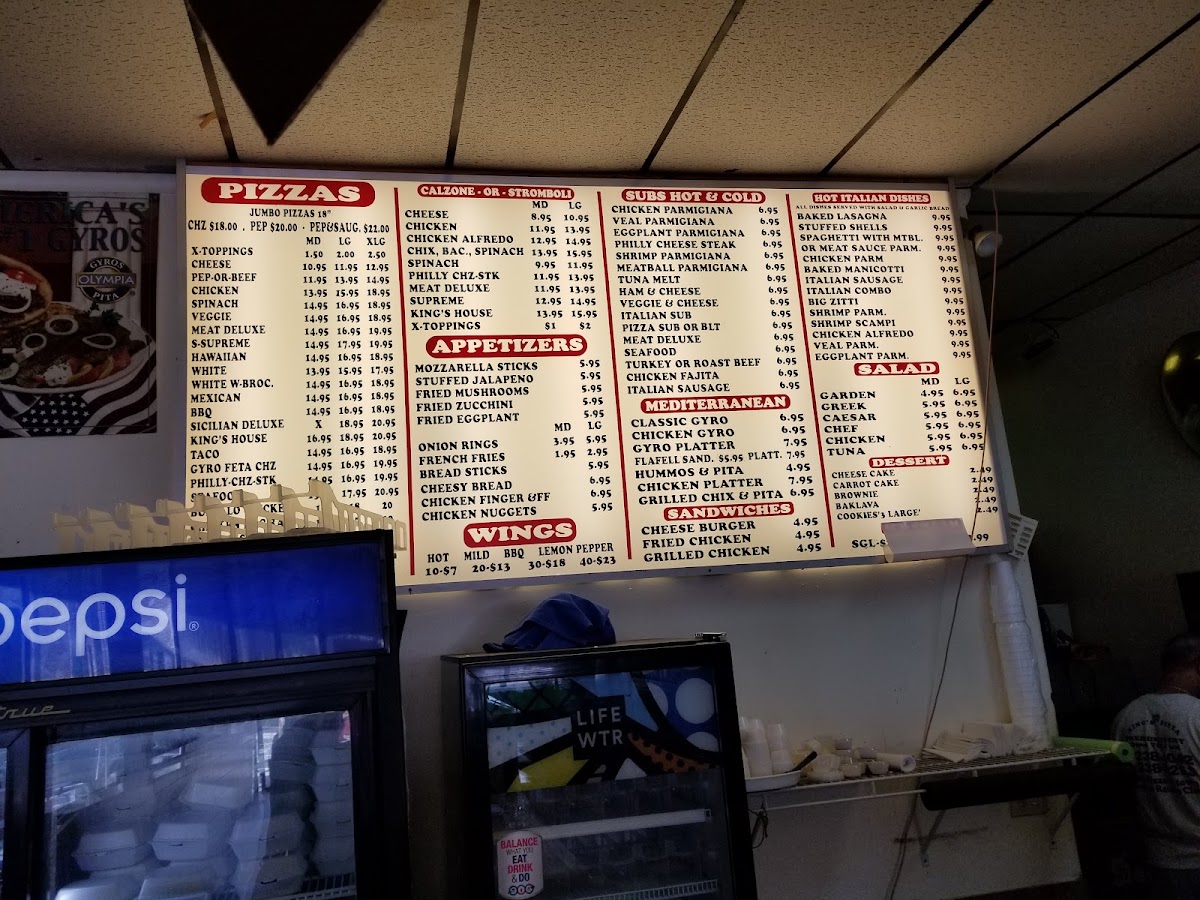 ERICA'S
#1 GYROS
GYROS
OLYMPIA
PITA
PIZZAS
JUMBO PIZZAS 18"
CHZ $18.00 . PEP $20.00 · PEP&SAUG. $22.00
MD LG XLG
X-TOPPINGS 1.50 2.00 2.50
CHEESE 10.95 11.95 12.95
PEP-OR-BEEF 11.95 13.95 14.95
CHICKEN 13.95 15.95 18.95
SPINACH 14.95 16.95 18.95
VEGGIE 14.95 16.95 18.95
MEAT DELUXE 14.95 16.95 19.95
S-SUPREME 14.95 17.95 19.95
HAWAIIAN 14.95 16.95 18.95
WHITE 13.95 15.95 17.95
WHITE W-BROC. 14.95 16.95 18.95
MEXICAN 14.95 16.95 18.95
BBQ 14.95 16.95 18.95
SICILIAN DELUXE X 18.95 20.95
KING'S HOUSE 16.95 18.95 20.95
TACO 14.95 16.95 18.95
GYRO FETA CHZ 14.95 16.95 19.95
PHILLY-CHZ-STK 14.95 16.95 19.95
17.95 20.95
20
CALZONE - OR - STROMBOLI
MD LG
CHEESE 8.95 10.95
CHICKEN 11.95 13.95
CHICKEN ALFREDO 12.95 14.95
CHIX, BAC., SPINACH 13.95 15.95
SPINACH 9.95 11.95
PHILLY CHZ-STK 11.95 13.95
MEAT DELUXE 11.95 13.95
SUPREME 12.95 14.95
KING'S HOUSE 13.95 15.95
X-TOPPINGS $1 $2
APPETIZERS
MOZZARELLA STICKS 5.95
STUFFED JALAPENO 5.95
FRIED MUSHROOMS 5.95
FRIED ZUCCHINI 5.95
FRIED EGGPLANT 5.95
MD LG
ONION RINGS 3.95 5.95
FRENCH FRIES 1.95 2.95
BREAD STICKS 5.95
CHEESY BREAD 6.95
CHICKEN FINGER &FF 6.95
CHICKEN NUGGETS 5.95
WINGS
HOT MILD BBQ LEMON PEPPER
10-$7 20-$13 30-$18 40-$23
SUBS HOT & COLD
CHICKEN PARMIGIANA 6.95
VEAL PARMIGIANA 6.95
EGGPLANT PARMIGIANA 6.95
PHILLY CHEESE STEAK 6.95
SHRIMP PARMIGIANA 6.95
MEATBALL PARMIGIANA 6.95
TUNA MELT 6.95
HAM & CHEESE 6.95
VEGGIE & CHEESE 6.95
ITALIAN SUB 6.95
PIZZA SUB OR BLT 6.95
MEAT DELUXE 6.95
SEAFOOD 6.95
TURKEY OR ROAST BEEF 6.95
CHICKEN FAJITA 6.95
ITALIAN SAUSAGE 6.95
MEDITERRANEAN
CLASSIC GYRO 6.95
CHICKEN GYRO 6.95
GYRO PLATTER 7.95
FLAFELL SAND. $5.95 PLATT. 7.95
HUMMOS & PITA 4.95
CHICKEN PLATTER 7.95
GRILLED CHIX & PITA 6.95
SANDWICHES
CHEESE BURGER 4.95
FRIED CHICKEN 4.95
GRILLED CHICKEN 4.95
HOT ITALIAN DISHES
ALL DISHES SERVED WITH SALAD & GARLIC BREAD
BAKED LASAGNA 9.95
STUFFED SHELLS 9.95
SPAGHETTI WITH MTBL. 9.95
OR MEAT SAUCE PARM. 9.95
CHICKEN PARM 9.95
BAKED MANICOTTI 9.95
ITALIAN SAUSAGE 9.95
ITALIAN COMBO 9.95
BIG ZITTI 9.95
SHRIMP PARM. 9.95
SHRIMP SCAMPI 9.95
CHICKEN ALFREDO 9.95
VEAL PARM. 9.95
EGGPLANT PARM. 9.95
SALAD
MD LG
GARDEN 4.95 6.95
GREEK 5.95 6.95
CAESAR 5.95 6.95
CHEF 5.95 6.95
CHICKEN 5.95 6.95
TUNA 5.95 6.95
DESSERT
CHEESE CAKE 2.49
CARROT CAKE 2.49
BROWNIE 2.49
BAKLAVA 2.49
COOKIES'3 LARGE' 2.49
SGL-S .99
pepsi
True
LIFE
WTR
BALANCE
WHAT YOU
EAT
DRINK
& DO